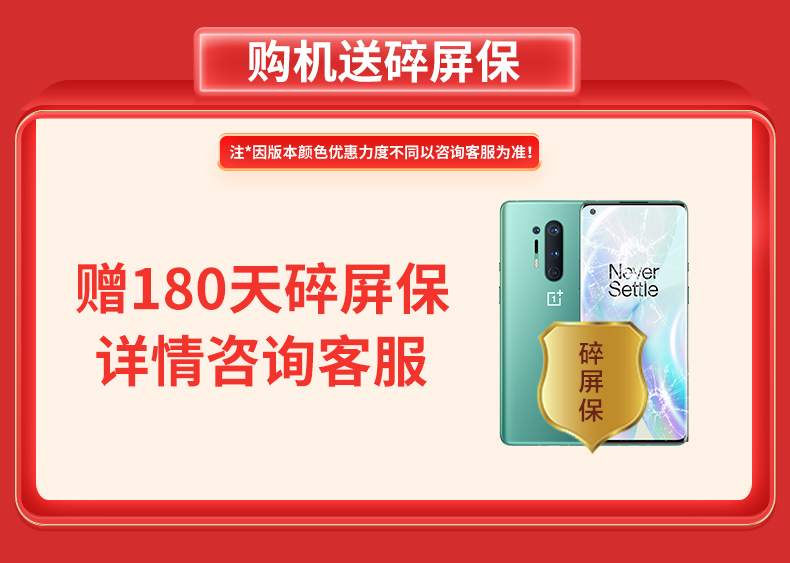 购机送碎屏保
注*因版本颜色优惠力度不同以咨询客服为准!
赠180天碎屏保
详情咨询客服
Never
Settle
碎
屏
保